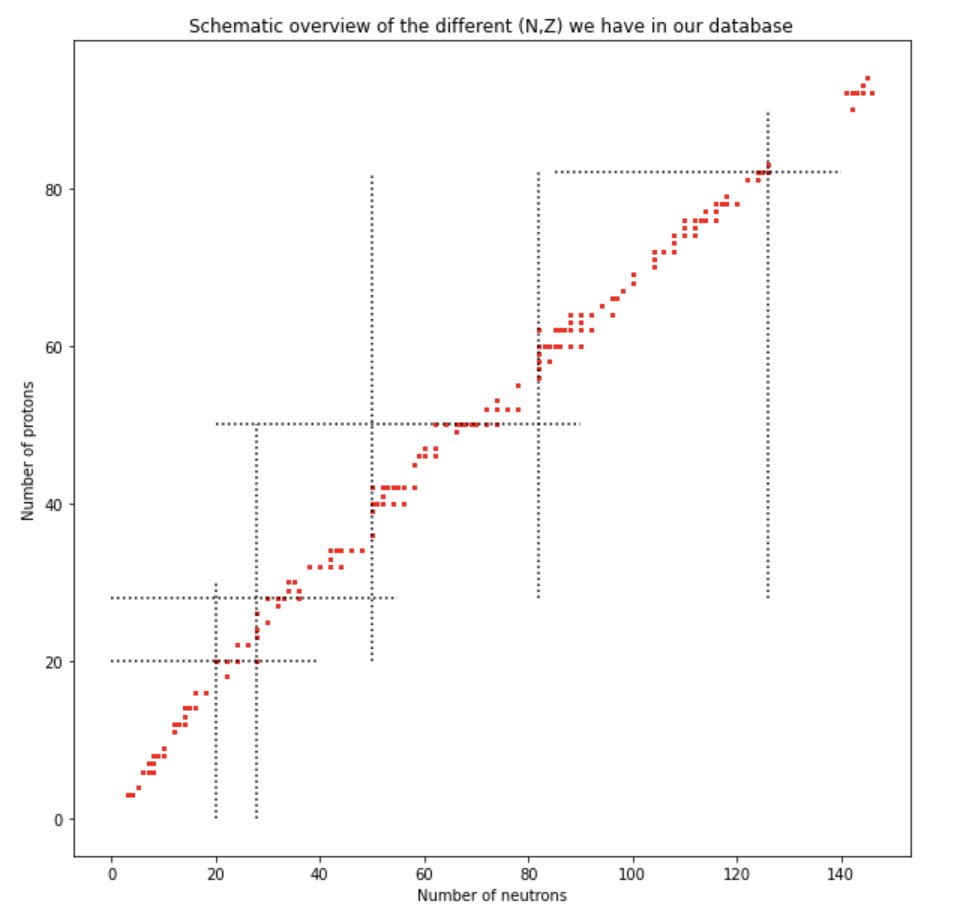 Schematic overview of the different (N,Z) we have in our database
80
60
40
20
0
Number of protons
0 20 40 60 80 100 120 140
Number of neutrons